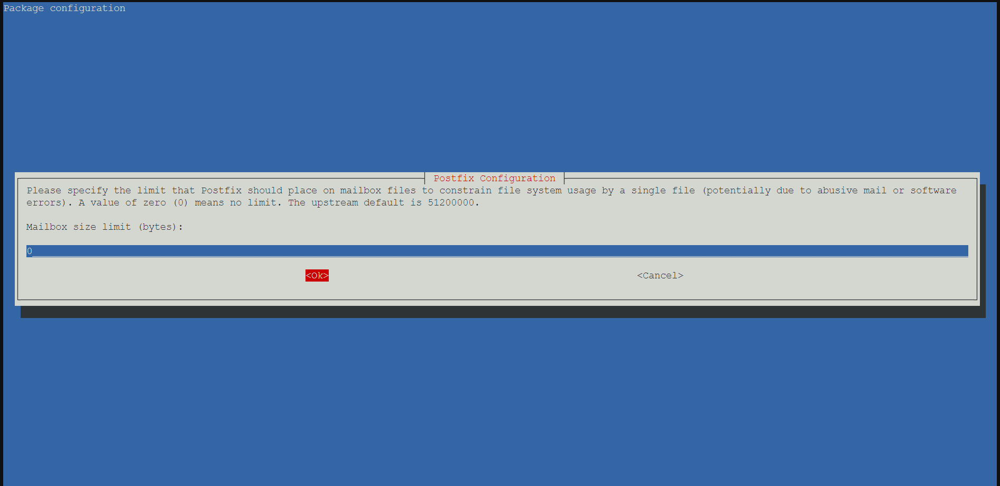 Package configuration
Postfix Configuration
Please specify the limit that Postfix should place on mailbox files to constrain file system usage by a single file (potentially due to abusive mail or software
errors). A value of zero (0) means no limit. The upstream default is 51200000.
Mailbox size limit (bytes):
0
<Ok> <Cancel>